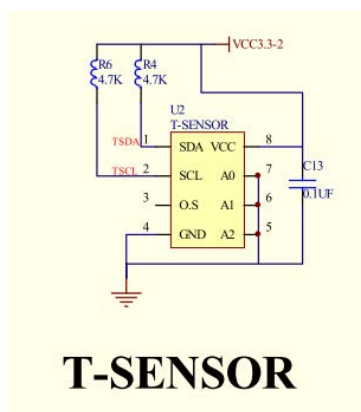 VCC3.3-2
R6 R4
4.7K 4.7K
U2
T-SENSOR
TSDA 1 SDA VCC 8
TSCL 2 SCL A0 7
C13
0.1UF
3 O.S A1 6
4 GND A2 5
T-SENSOR